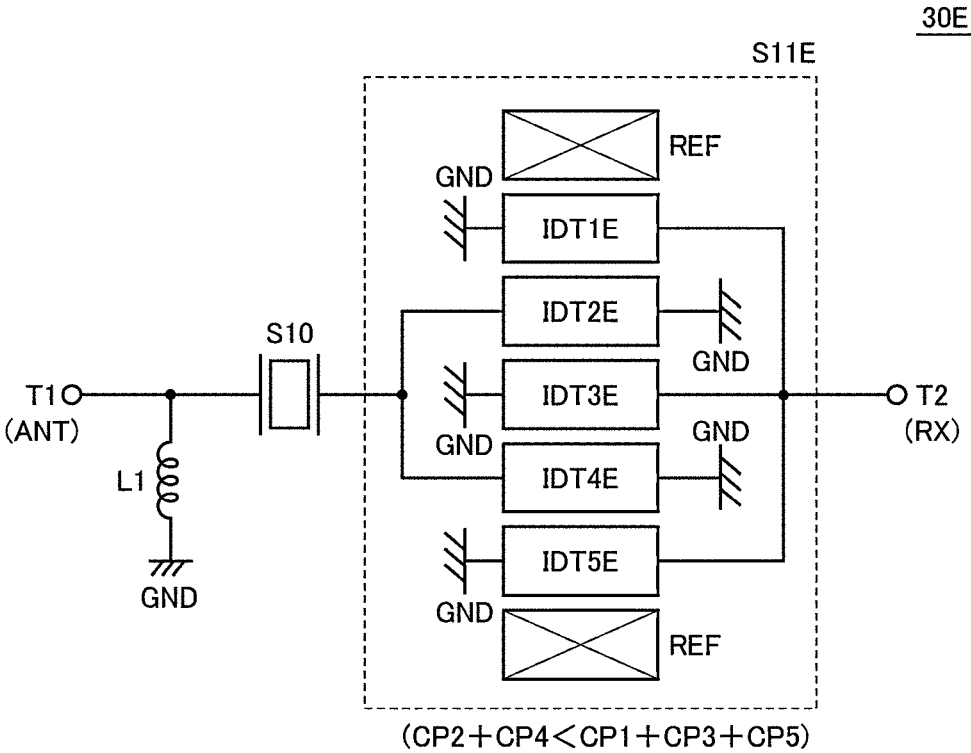 30E
S11E
REF
GND
IDT1E
IDT2E
S10
GND
T1
IDT3E
T2
(ANT)
GND
GND
(RX)
L1
IDT4E
IDT5E
GND
GND
REF
(CP2+CP4<CP1+CP3+CP5)